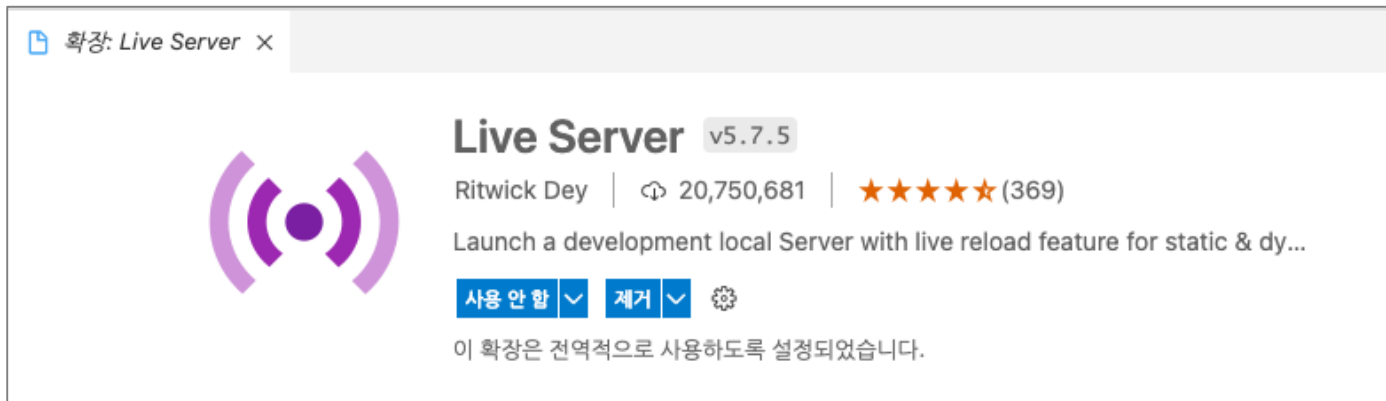 확장: Live Server
Live Server v5.7.5
Ritwick Dey 20,750,681 (369)
Launch a development local Server with live reload feature for static & dy...
사용 안 함 제거
이 확장은 전역적으로 사용하도록 설정되었습니다.